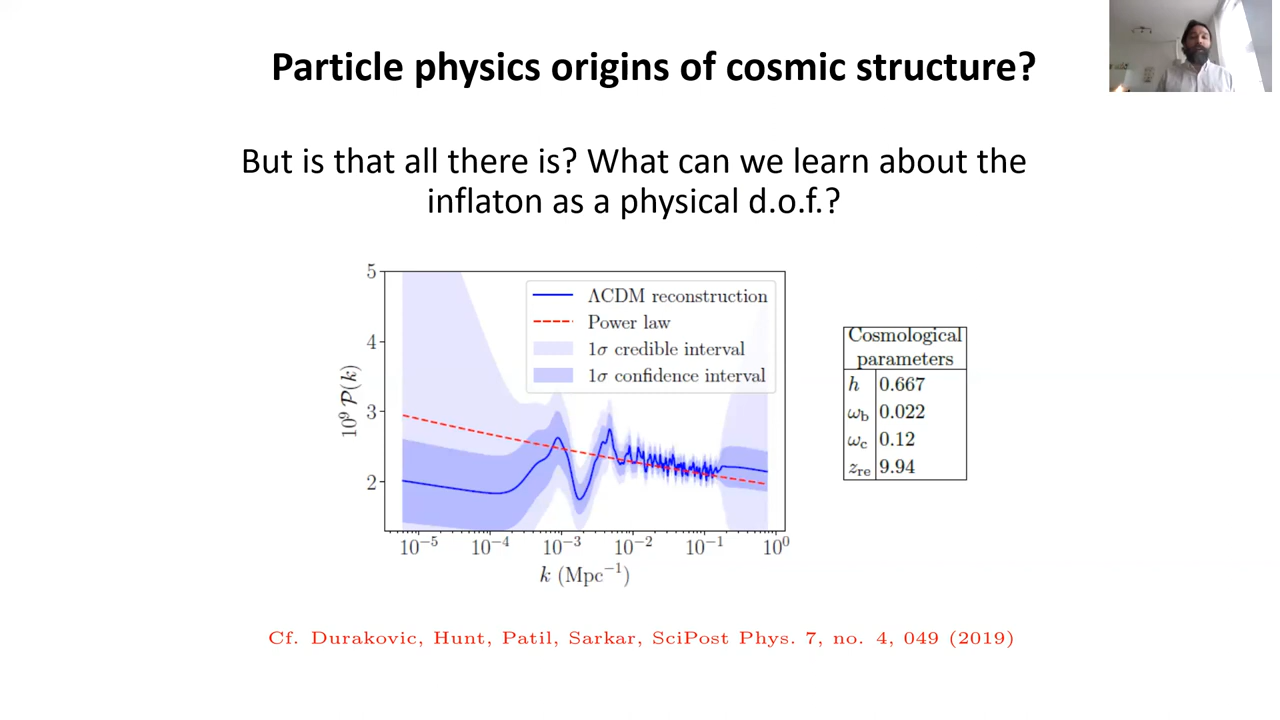 Particle physics origins of cosmic structure?
But is that all there is? What can we learn about the
inflaton as a physical d.o.f.?
5
4
3
2
10⁹ 𝒫(k)
ΛCDM reconstruction
Power law
1σ credible interval
1σ confidence interval
10⁻⁵ 10⁻⁴ 10⁻³ 10⁻² 10⁻¹ 10⁰
k (Mpc⁻¹)
Cosmological
parameters
h 0.667
ω_b 0.022
ω_c 0.12
z_re 9.94
Cf. Durakovic, Hunt, Patil, Sarkar, SciPost Phys. 7, no. 4, 049 (2019)